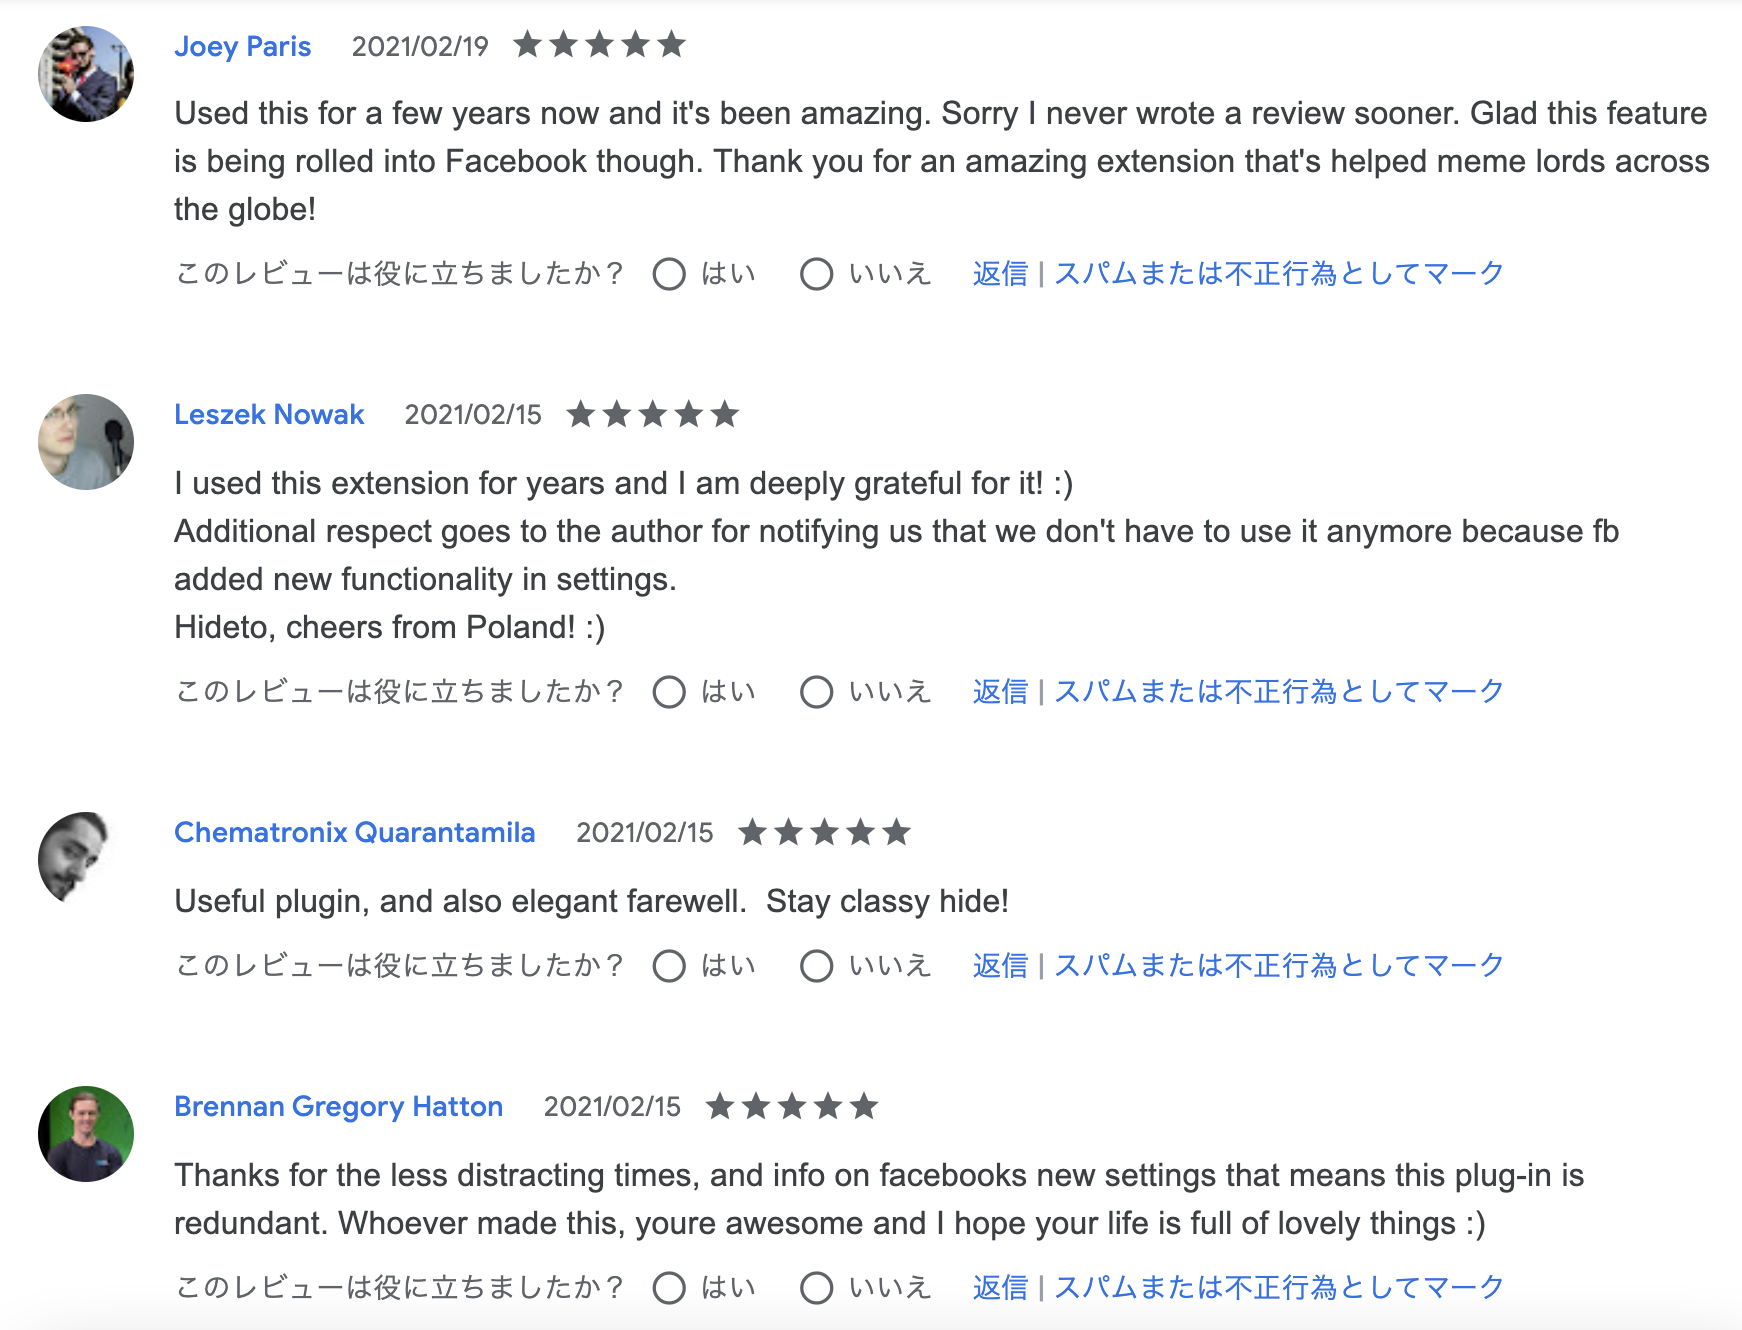 Joey Paris 2021/02/19 ★★★★★
Used this for a few years now and it's been amazing. Sorry I never wrote a review sooner. Glad this feature
is being rolled into Facebook though. Thank you for an amazing extension that's helped meme lords across
the globe!
このレビューは役に立ちましたか？ はい いいえ 返信 | スパムまたは不正行為としてマーク
Leszek Nowak 2021/02/15 ★★★★★
I used this extension for years and I am deeply grateful for it! :)
Additional respect goes to the author for notifying us that we don't have to use it anymore because fb
added new functionality in settings.
Hideto, cheers from Poland! :)
このレビューは役に立ちましたか？ はい いいえ 返信 | スパムまたは不正行為としてマーク
Chematronix Quarantamila 2021/02/15 ★★★★★
Useful plugin, and also elegant farewell.  Stay classy hide!
このレビューは役に立ちましたか？ はい いいえ 返信 | スパムまたは不正行為としてマーク
Brennan Gregory Hatton 2021/02/15 ★★★★★
Thanks for the less distracting times, and info on facebooks new settings that means this plug-in is
redundant. Whoever made this, youre awesome and I hope your life is full of lovely things :)
このレビューは役に立ちましたか？ はい いいえ 返信 | スパムまたは不正行為としてマーク